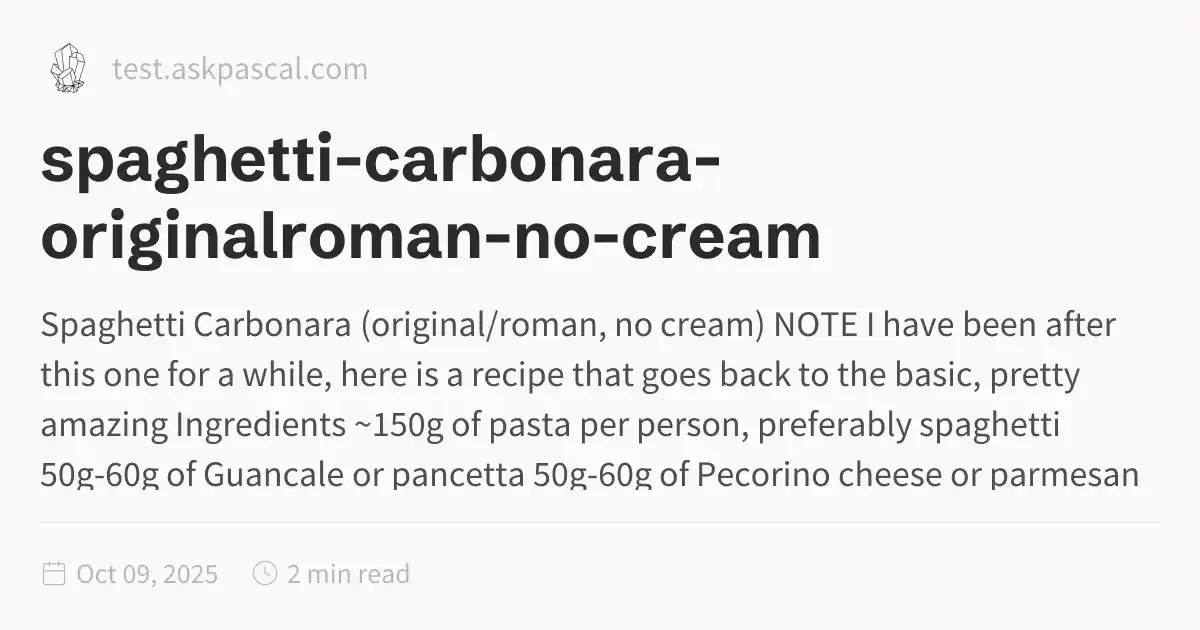 test.askpascal.com
spaghetti-carbonara-
originalroman-no-cream
Spaghetti Carbonara (original/roman, no cream) NOTE I have been after
this one for a while, here is a recipe that goes back to the basic, pretty
amazing Ingredients ~150g of pasta per person, preferably spaghetti
50g-60g of Guancale or pancetta 50g-60g of Pecorino cheese or parmesan
Oct 09, 2025 2 min read